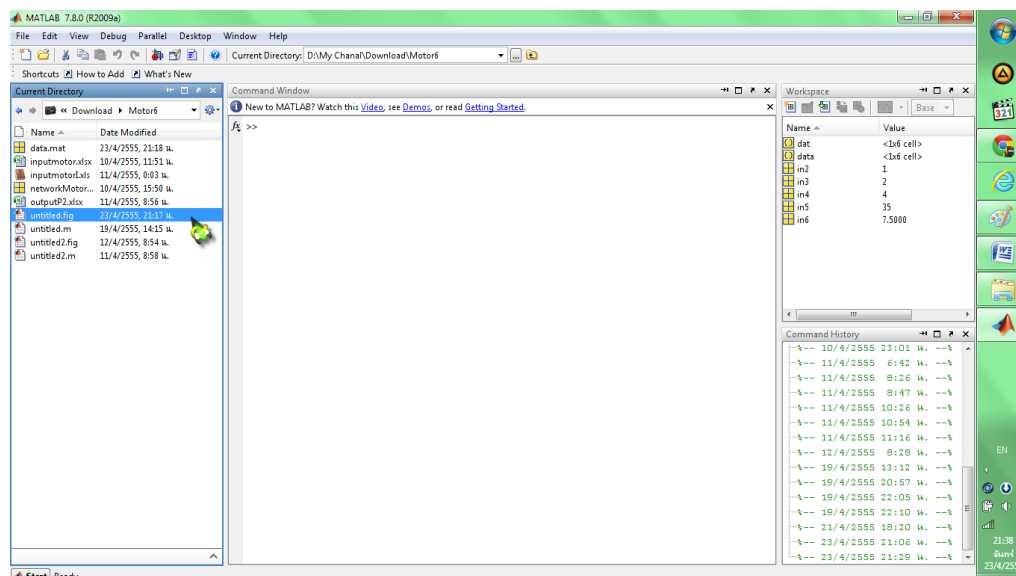 MATLAB 7.8.0 (R2009a)
File Edit View Debug Parallel Desktop Window Help
Current Directory: D:\My Chanal\Download\Motor6
Shortcuts How to Add What's New
Current Directory
« Download Motor6
Name Date Modified
data.mat 23/4/2555, 21:18 น.
inputmotor.xlsx 10/4/2555, 11:51 น.
inputmotorI.xls 11/4/2555, 0:03 น.
networkMotor... 10/4/2555, 15:50 น.
outputP2.xlsx 11/4/2555, 8:56 น.
untitled.fig 23/4/2555, 21:17 น.
untitled.m 19/4/2555, 14:15 น.
untitled2.fig 12/4/2555, 8:54 น.
untitled2.m 11/4/2555, 8:58 น.
Command Window
New to MATLAB? Watch this Video, see Demos, or read Getting Started.
fx >>
Workspace
Base
Name Value
dat <1x6 cell>
data <1x6 cell>
in2 1
in3 2
in4 4
in5 35
in6 7.5000
Command History
%-- 10/4/2555 23:01 น. --%
%-- 11/4/2555 6:42 น. --%
%-- 11/4/2555 8:26 น. --%
%-- 11/4/2555 8:47 น. --%
%-- 11/4/2555 10:26 น. --%
%-- 11/4/2555 10:54 น. --%
%-- 11/4/2555 11:16 น. --%
%-- 12/4/2555 8:28 น. --%
%-- 19/4/2555 13:12 น. --%
%-- 19/4/2555 20:57 น. --%
%-- 19/4/2555 22:05 น. --%
%-- 19/4/2555 22:10 น. --%
%-- 21/4/2555 18:20 น. --%
%-- 23/4/2555 21:06 น. --%
%-- 23/4/2555 21:29 น. --%
Start Ready
321
EN
21:38
จันทร์
23/4/255